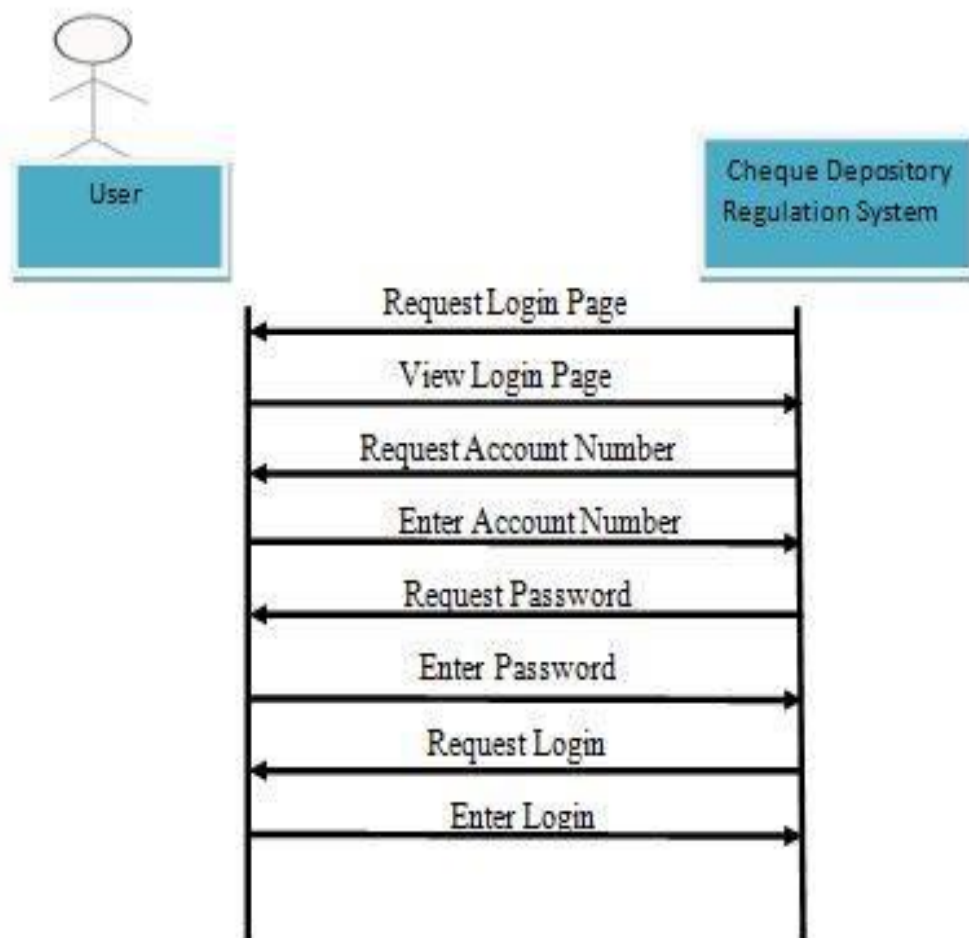 User
Cheque Depository
Regulation System
Request Login Page
View Login Page
Request Account Number
Enter Account Number
Request Password
Enter Password
Request Login
Enter Login